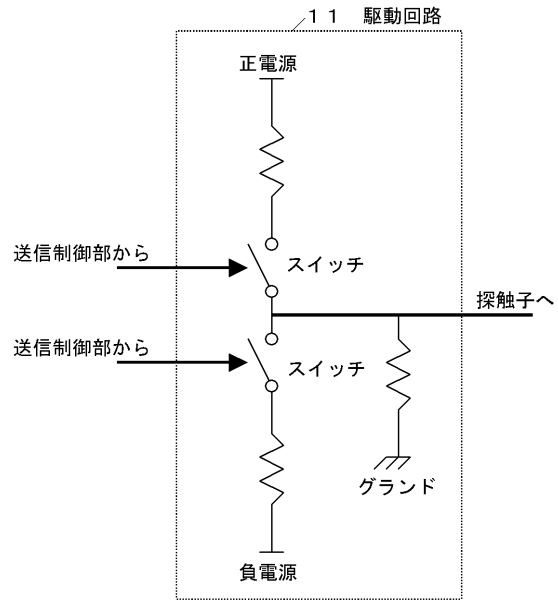 １１ 駆動回路
正電源
送信制御部から
スイッチ
探触子へ
送信制御部から
スイッチ
グランド
負電源